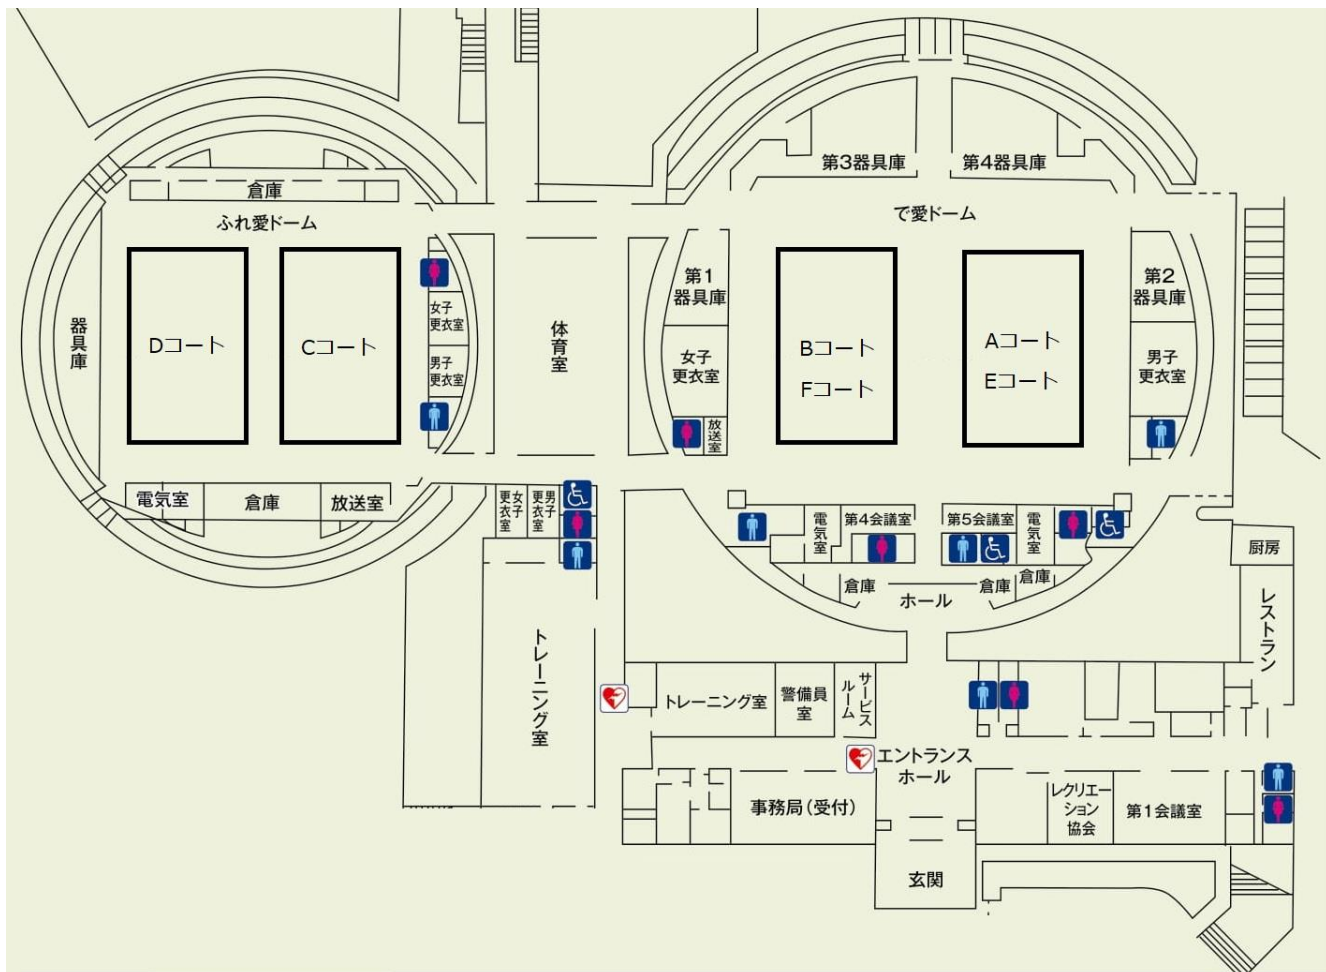 第3器具庫
第4器具庫
倉庫
ふれ愛ドーム
で愛ドーム
器具庫
Dコート
Cコート
女子
更衣室
男子
更衣室
体育室
第1
器具庫
女子
更衣室
放送室
Bコート
Fコート
Aコート
Eコート
第2
器具庫
男子
更衣室
電気室
倉庫
放送室
女子
更衣室
男子
更衣室
電気室
第4会議室
第5会議室
電気室
倉庫
ホール
倉庫
倉庫
厨房
レストラン
トレーニング室
トレーニング室
警備員
室
サービス
ルーム
エントランス
ホール
事務局(受付)
レクリエー
ション
協会
第1会議室
玄関